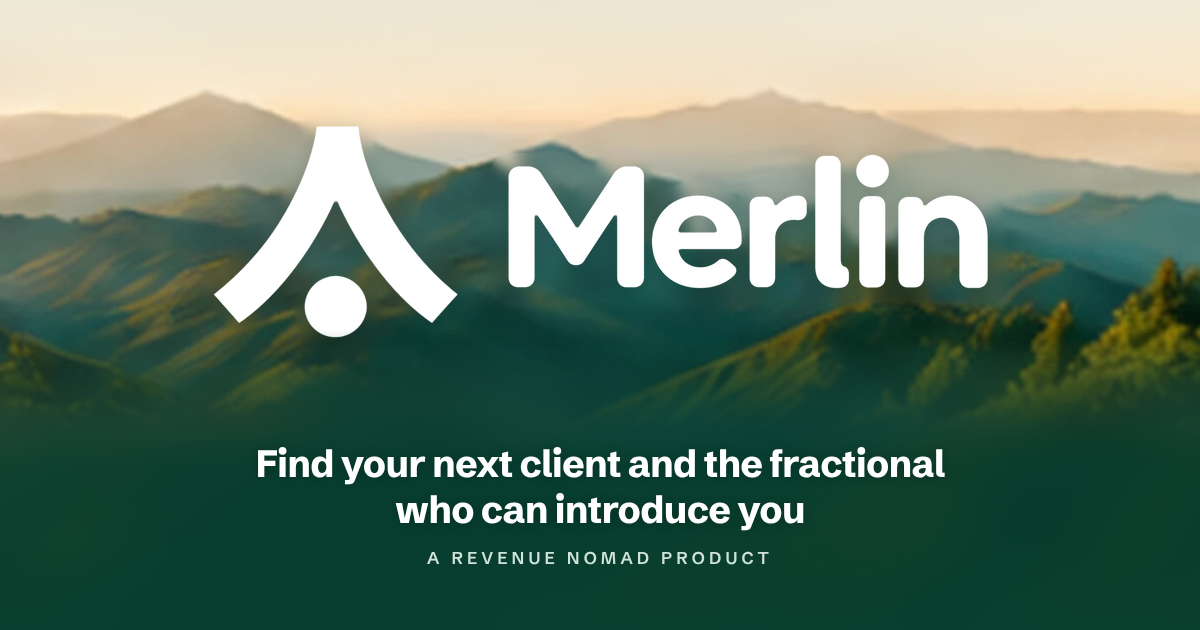 Merlin
Find your next client and the fractional
who can introduce you
A REVENUE NOMAD PRODUCT